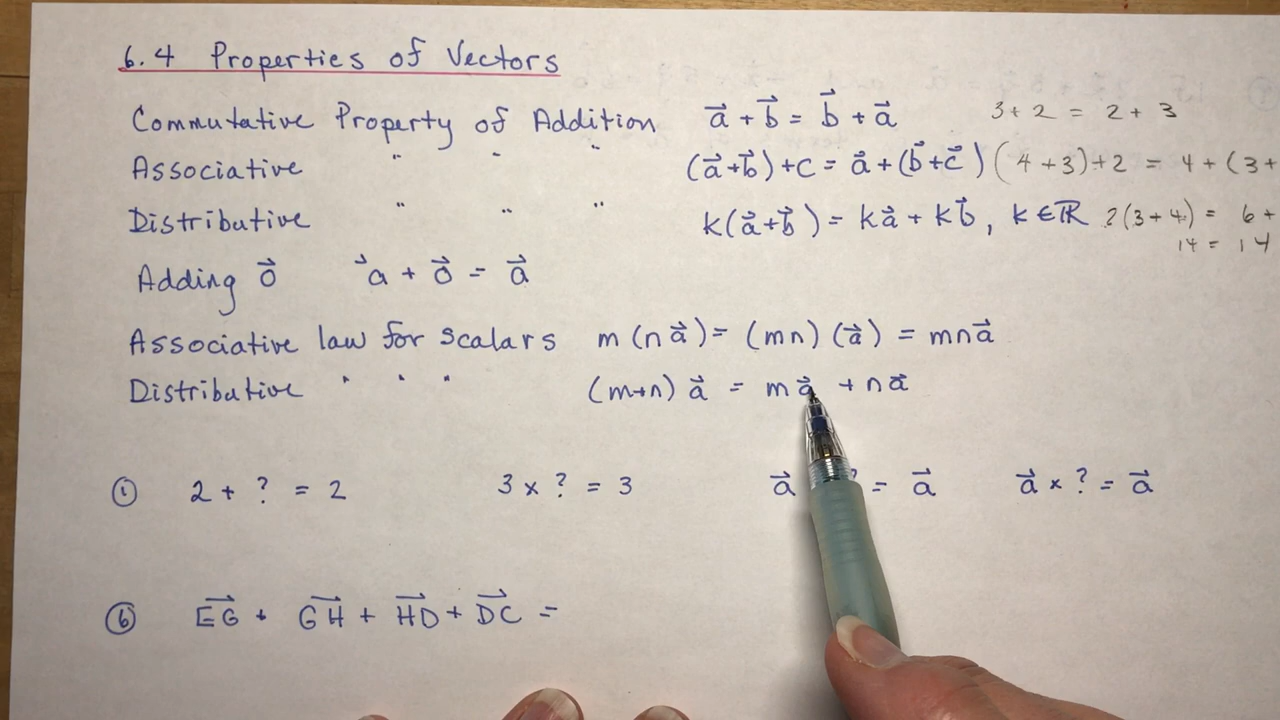 6.4 Properties of Vectors
Commutative Property of Addition a⃗ + b⃗ = b⃗ + a⃗ 3 + 2 = 2 + 3
Associative " " " (a⃗+b⃗)+c = a⃗+(b⃗+c⃗) (4+3)+2 = 4+(3+
Distributive " " " k(a⃗+b⃗) = ka⃗ + kb⃗, k ∈ ℝ 2(3+4) = 6+
14 = 14
Adding 0⃗ a⃗ + 0⃗ = a⃗
Associative law for scalars m(na⃗) = (mn)(a⃗) = mna⃗
Distributive " " " (m+n)a⃗ = ma⃗ + na⃗
① 2 + ? = 2 3 x ? = 3 a⃗ ? = a⃗ a⃗ x ? = a⃗
⑥ EG⃗ + GH⃗ + HD⃗ + DC⃗ =